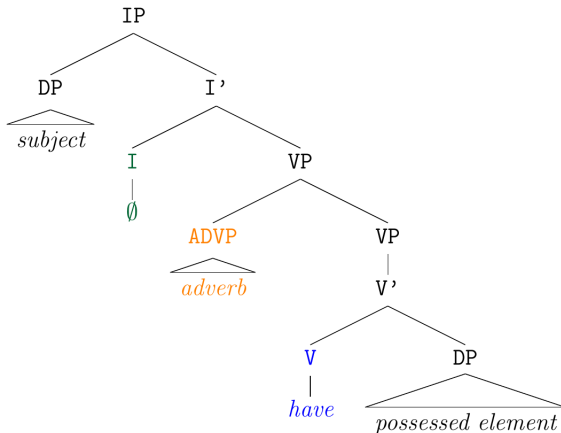 IP
DP I'
subject
I VP
∅
ADVP VP
adverb
V'
V DP
have
possessed element